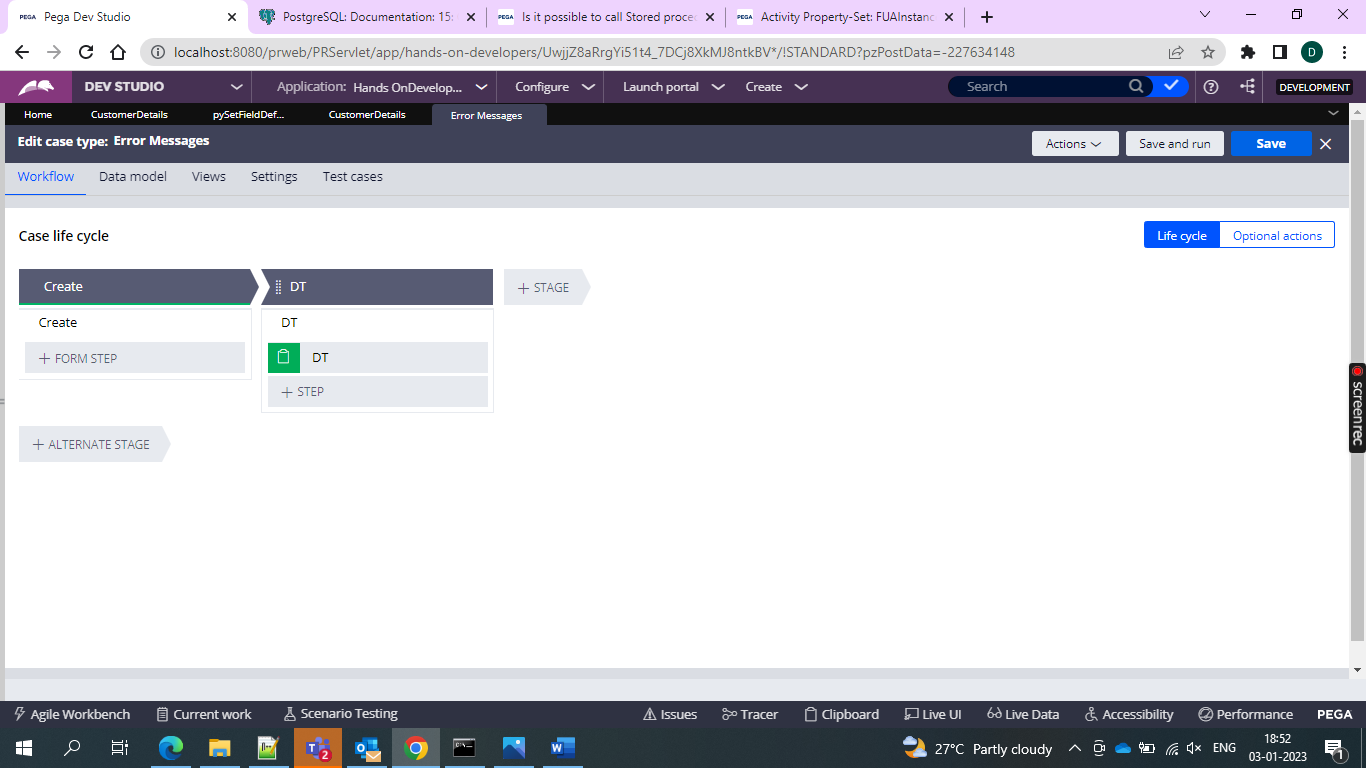 PEGA Pega Dev Studio
PostgreSQL: Documentation: 15:
PEGA Is it possible to call Stored proce
PEGA Activity Property-Set: FUAInstanc
localhost:8080/prweb/PRServlet/app/hands-on-developers/UwjjZ8aRrgYi51t4_7DCj8XkMJ8ntkBV*/!STANDARD?pzPostData=-227634148
D
DEV STUDIO
Application: Hands OnDevelop...
Configure
Launch portal
Create
Search
DEVELOPMENT
Home
CustomerDetails
pySetFieldDef...
CustomerDetails
Error Messages
Edit case type: Error Messages
Actions
Save and run
Save
Workflow
Data model
Views
Settings
Test cases
Case life cycle
Life cycle
Optional actions
Create
DT
+ STAGE
Create
DT
+ FORM STEP
DT
+ STEP
+ ALTERNATE STAGE
screenrec
Agile Workbench
Current work
Scenario Testing
Issues
Tracer
Clipboard
Live UI
Live Data
Accessibility
Performance
PEGA
2
27°C Partly cloudy
ENG
18:52
03-01-2023
1